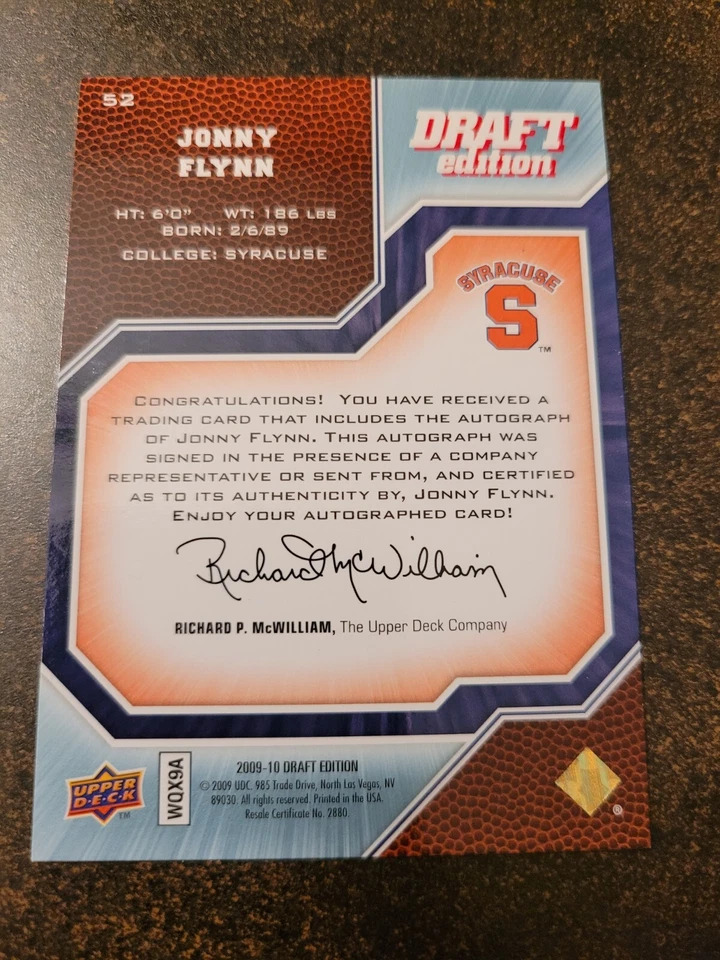 52
JONNY
FLYNN
HT: 6'0" WT: 186 LBS
BORN: 2/6/89
COLLEGE: SYRACUSE
DRAFT
edition
SYRACUSE
S
TM
CONGRATULATIONS! YOU HAVE RECEIVED A
TRADING CARD THAT INCLUDES THE AUTOGRAPH
OF JONNY FLYNN. THIS AUTOGRAPH WAS
SIGNED IN THE PRESENCE OF A COMPANY
REPRESENTATIVE OR SENT FROM, AND CERTIFIED
AS TO ITS AUTHENTICITY BY, JONNY FLYNN.
ENJOY YOUR AUTOGRAPHED CARD!
Richard McWilliam
RICHARD P. McWILLIAM, The Upper Deck Company
UPPER
D·E·C·K
TM
WQX9A
2009-10 DRAFT EDITION
© 2009 UDC. 985 Trade Drive, North Las Vegas, NV
89030. All rights reserved. Printed in the USA.
Resale Certificate No. 2880.
®